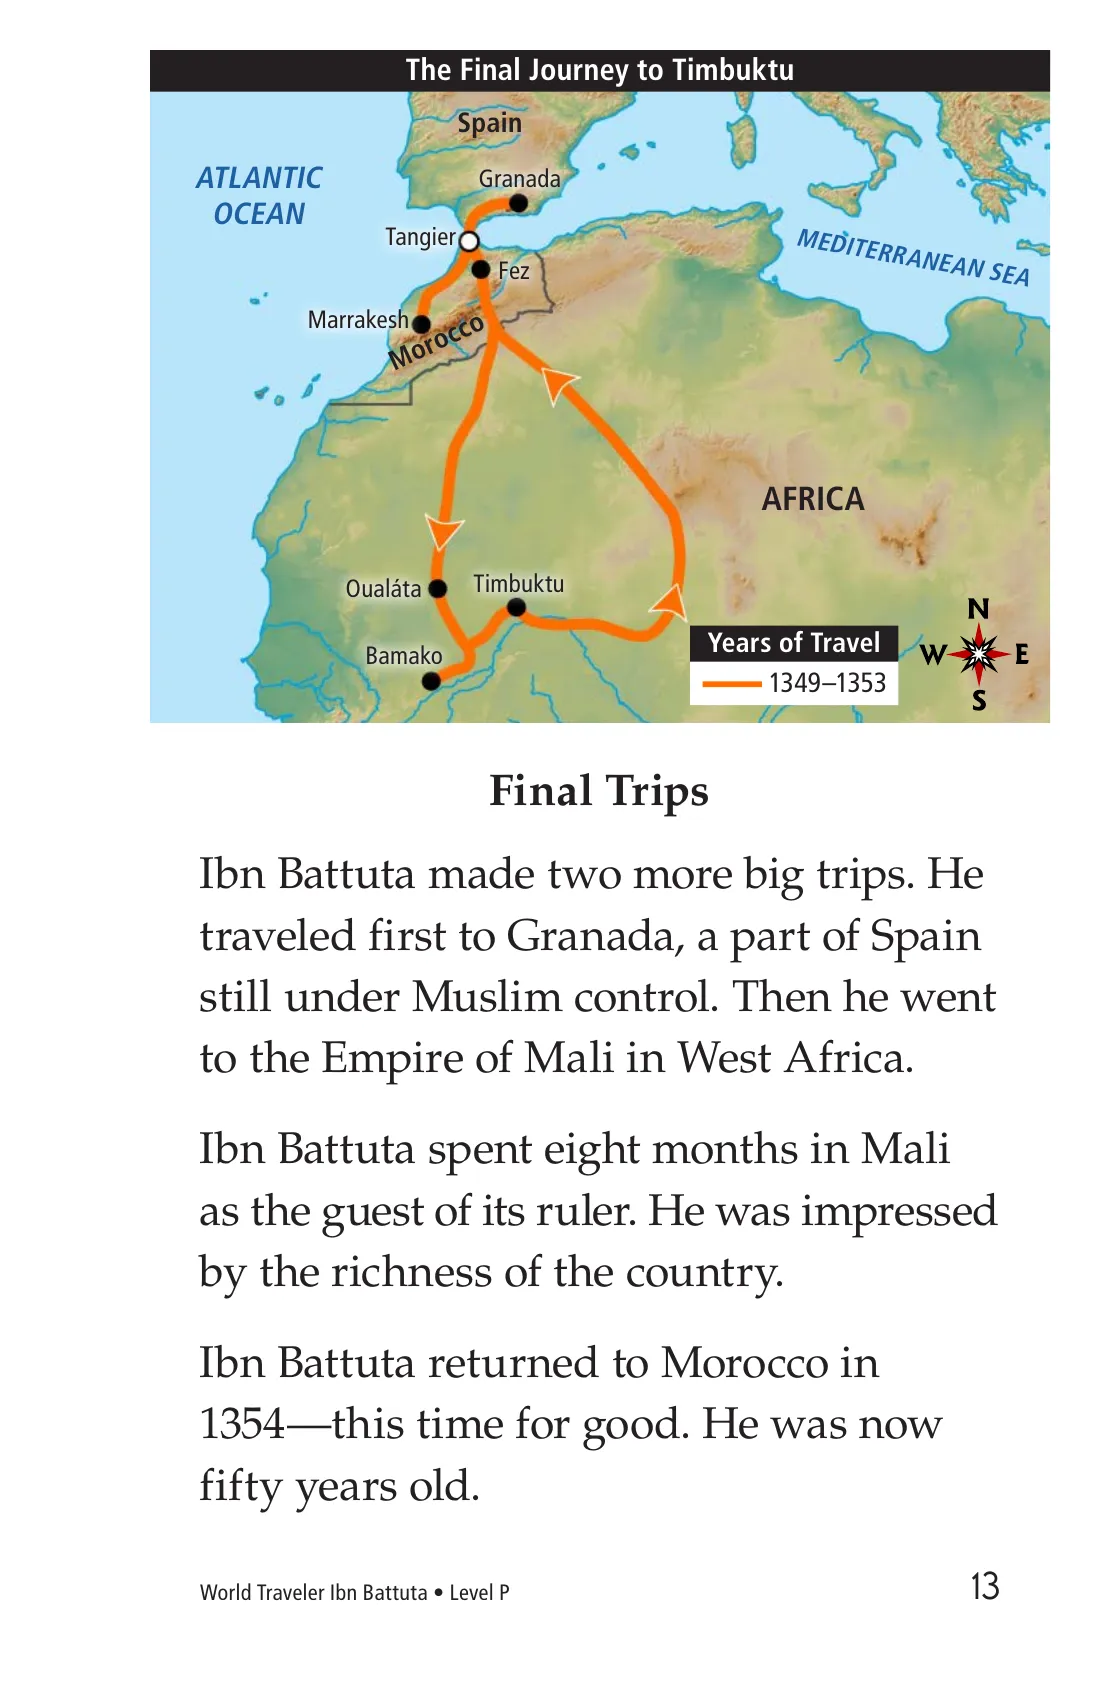 The Final Journey to Timbuktu
Spain
ATLANTIC
OCEAN
Granada
Tangier
MEDITERRANEAN SEA
Fez
Marrakesh
Morocco
AFRICA
Oualáta
Timbuktu
Bamako
N
W
E
S
Years of Travel
1349–1353
Final Trips
Ibn Battuta made two more big trips. He
traveled first to Granada, a part of Spain
still under Muslim control. Then he went
to the Empire of Mali in West Africa.
Ibn Battuta spent eight months in Mali
as the guest of its ruler. He was impressed
by the richness of the country.
Ibn Battuta returned to Morocco in
1354—this time for good. He was now
fifty years old.
World Traveler Ibn Battuta • Level P
13